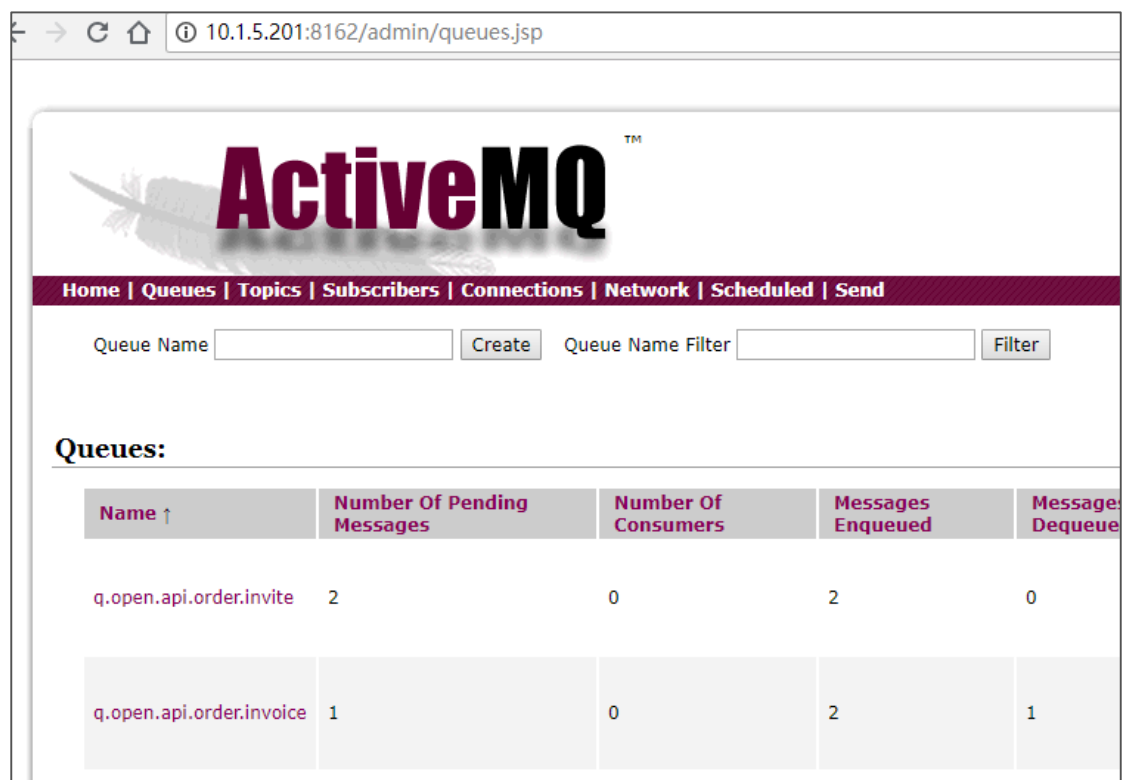 10.1.5.201:8162/admin/queues.jsp
ActiveMQ ™
Home | Queues | Topics | Subscribers | Connections | Network | Scheduled | Send
Queue Name Create Queue Name Filter Filter
Queues:
Name ↑ Number Of Pending Messages Number Of Consumers Messages Enqueued Messages Dequeue
q.open.api.order.invite 2 0 2 0
q.open.api.order.invoice 1 0 2 1